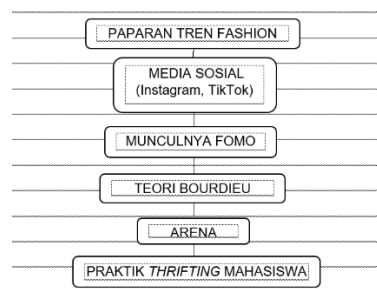 PAPARAN TREN FASHION
MEDIA SOSIAL
(Instagram, TikTok)
MUNCULNYA FOMO
TEORI BOURDIEU
ARENA
PRAKTIK THRIFTING MAHASISWA